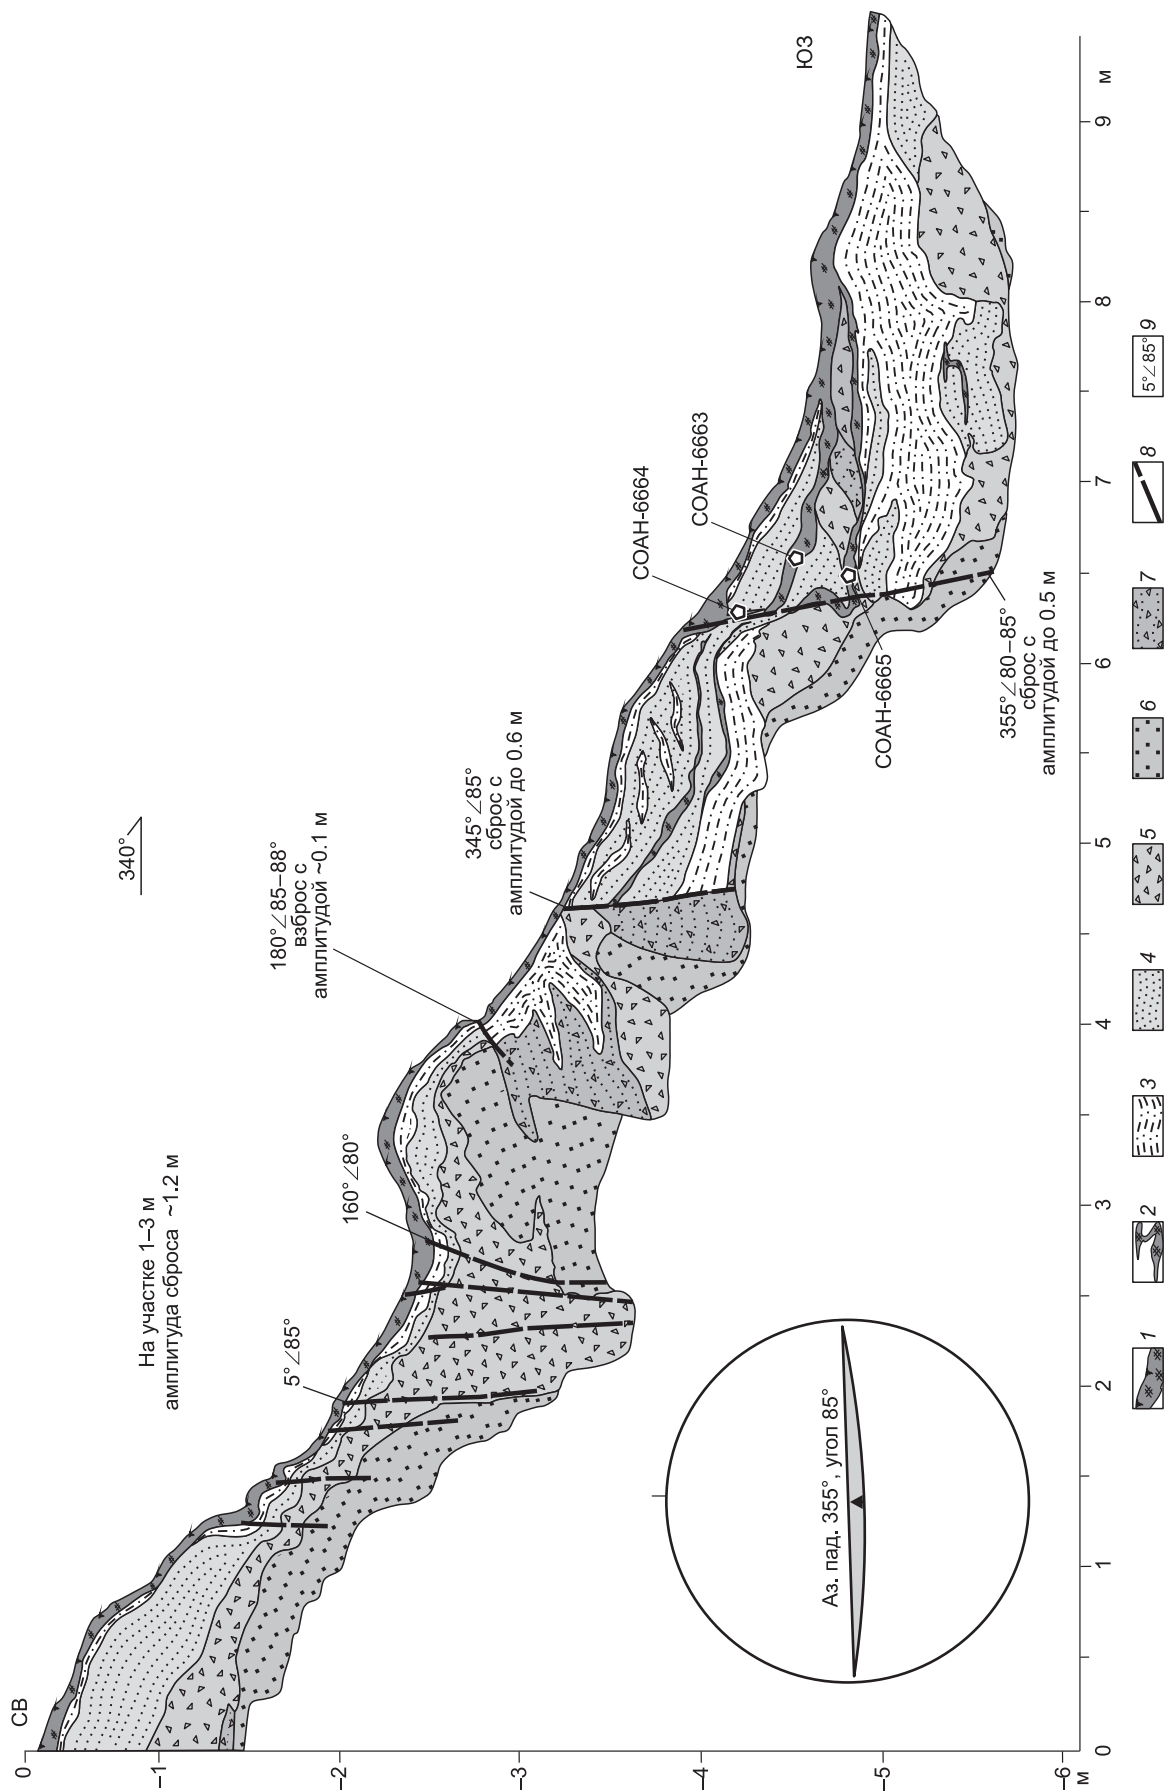 СВ
ЮЗ
340°
На участке 1–3 м
амплитуда сброса ~1.2 м
5°∠85°
160°∠80°
180°∠85–88°
взброс с
амплитудой ~0.1 м
345°∠85°
сброс с
амплитудой до 0.6 м
СОАН-6664
СОАН-6663
СОАН-6665
355°∠80–85°
сброс с
амплитудой до 0.5 м
Аз. пад. 355°, угол 85°
0
–1
–2
–3
–4
–5
–6
м
0
1
2
3
4
5
6
7
8
9
м
1
2
3
4
5
6
7
8
5°∠85°
9